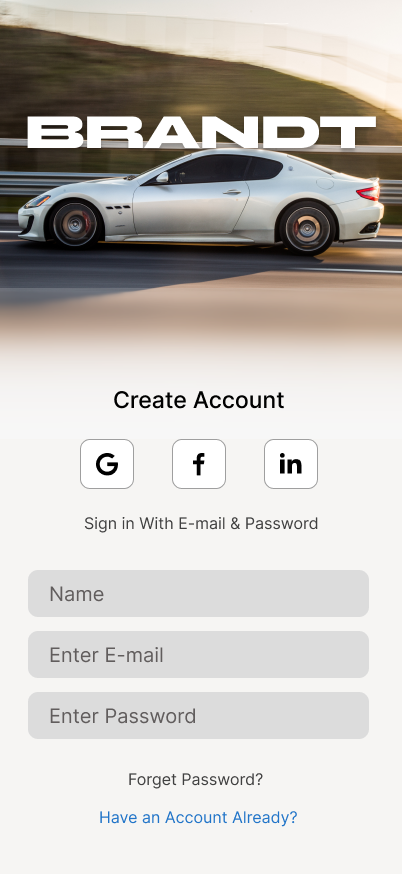 BRANDT
Create Account
G f in
Sign in With E-mail & Password
Name
Enter E-mail
Enter Password
Forget Password?
Have an Account Already?